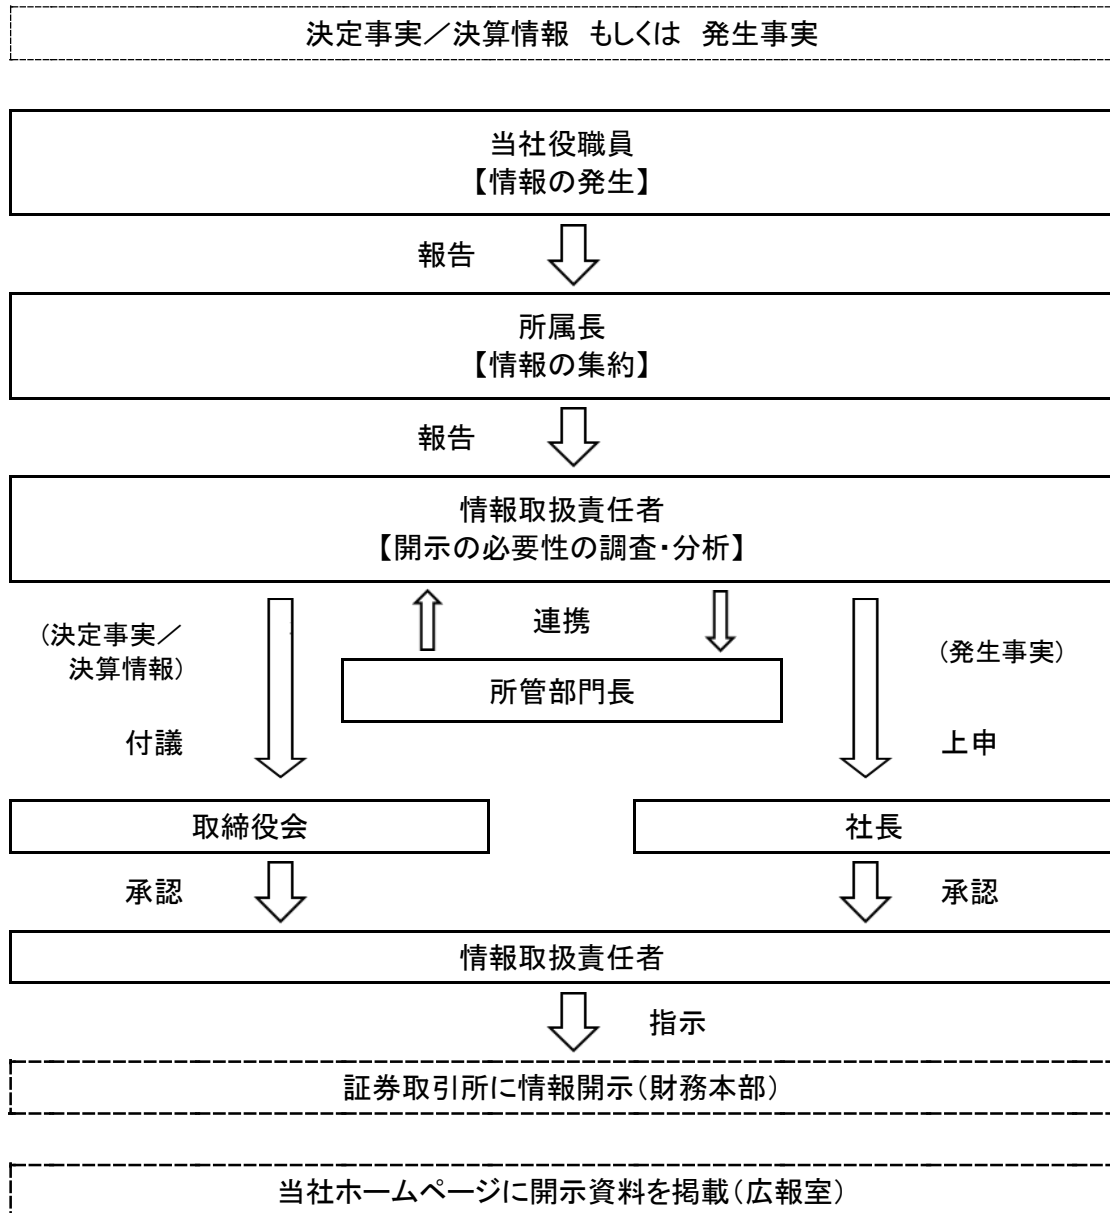 決定事実／決算情報　もしくは　発生事実
当社役職員
【情報の発生】
報告
所属長
【情報の集約】
報告
情報取扱責任者
【開示の必要性の調査・分析】
(決定事実／
決算情報)
付議
連携
所管部門長
(発生事実)
上申
取締役会
社長
承認
承認
情報取扱責任者
指示
証券取引所に情報開示(財務本部)
当社ホームページに開示資料を掲載(広報室)